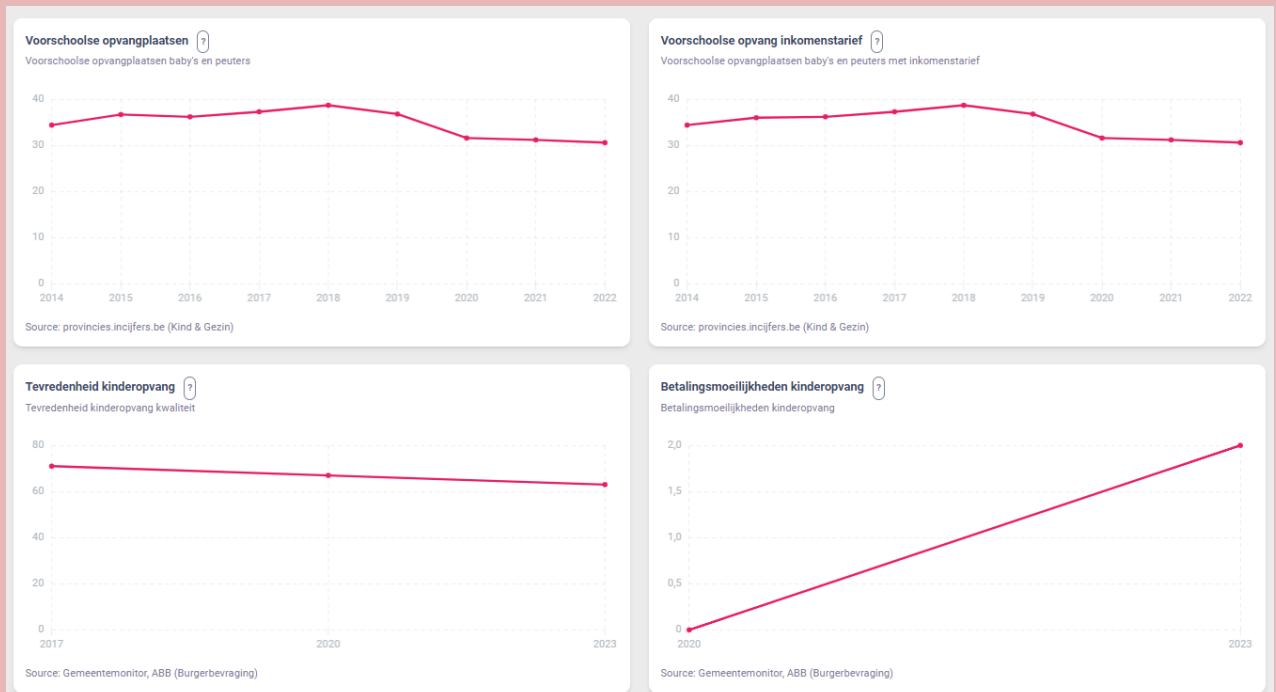 Voorschoolse opvangplaatsen ?
Voorschoolse opvangplaatsen baby's en peuters
40
30
20
10
0
2014 2015 2016 2017 2018 2019 2020 2021 2022
Source: provincies.incijfers.be (Kind & Gezin)
Voorschoolse opvang inkomenstarief ?
Voorschoolse opvangplaatsen baby's en peuters met inkomenstarief
40
30
20
10
0
2014 2015 2016 2017 2018 2019 2020 2021 2022
Source: provincies.incijfers.be (Kind & Gezin)
Tevredenheid kinderopvang ?
Tevredenheid kinderopvang kwaliteit
80
60
40
20
0
2017 2020 2023
Source: Gemeentemonitor, ABB (Burgerbevraging)
Betalingsmoeilijkheden kinderopvang ?
Betalingsmoeilijkheden kinderopvang
2,0
1,5
1,0
0,5
0
2020 2023
Source: Gemeentemonitor, ABB (Burgerbevraging)